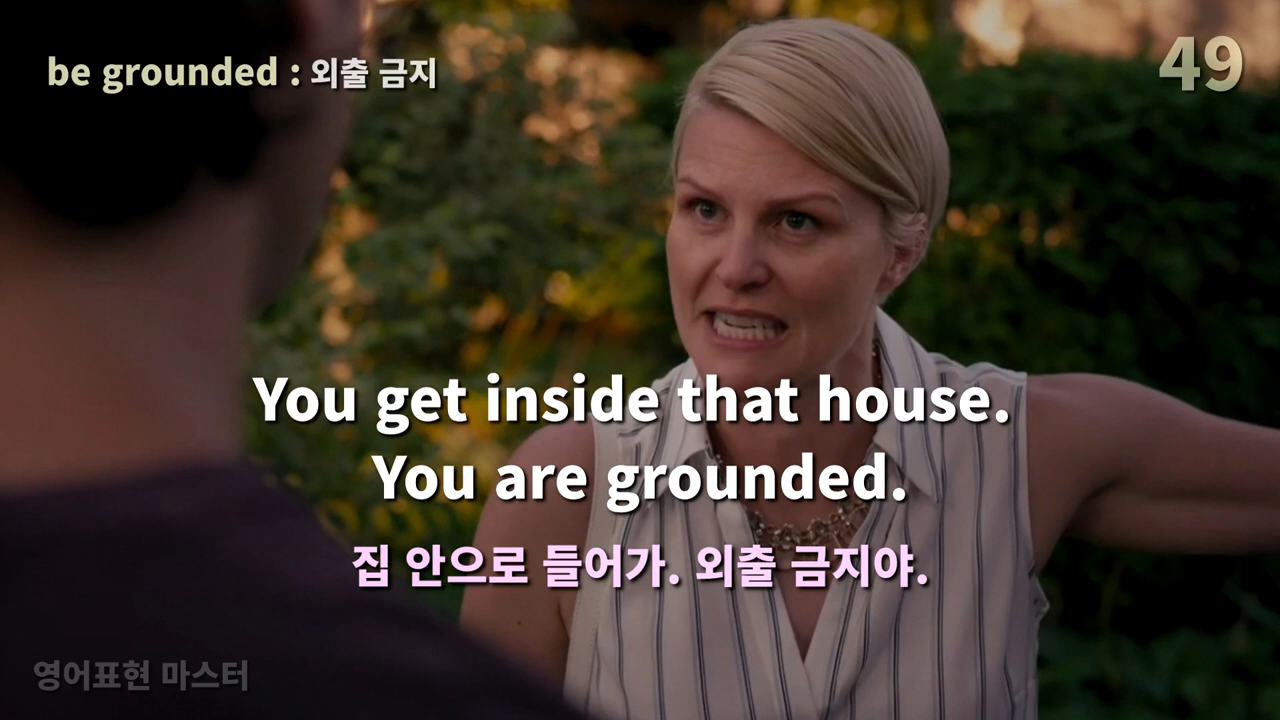 be grounded : 외출 금지
49
You get inside that house.
You are grounded.
집 안으로 들어가. 외출 금지야.
영어표현 마스터